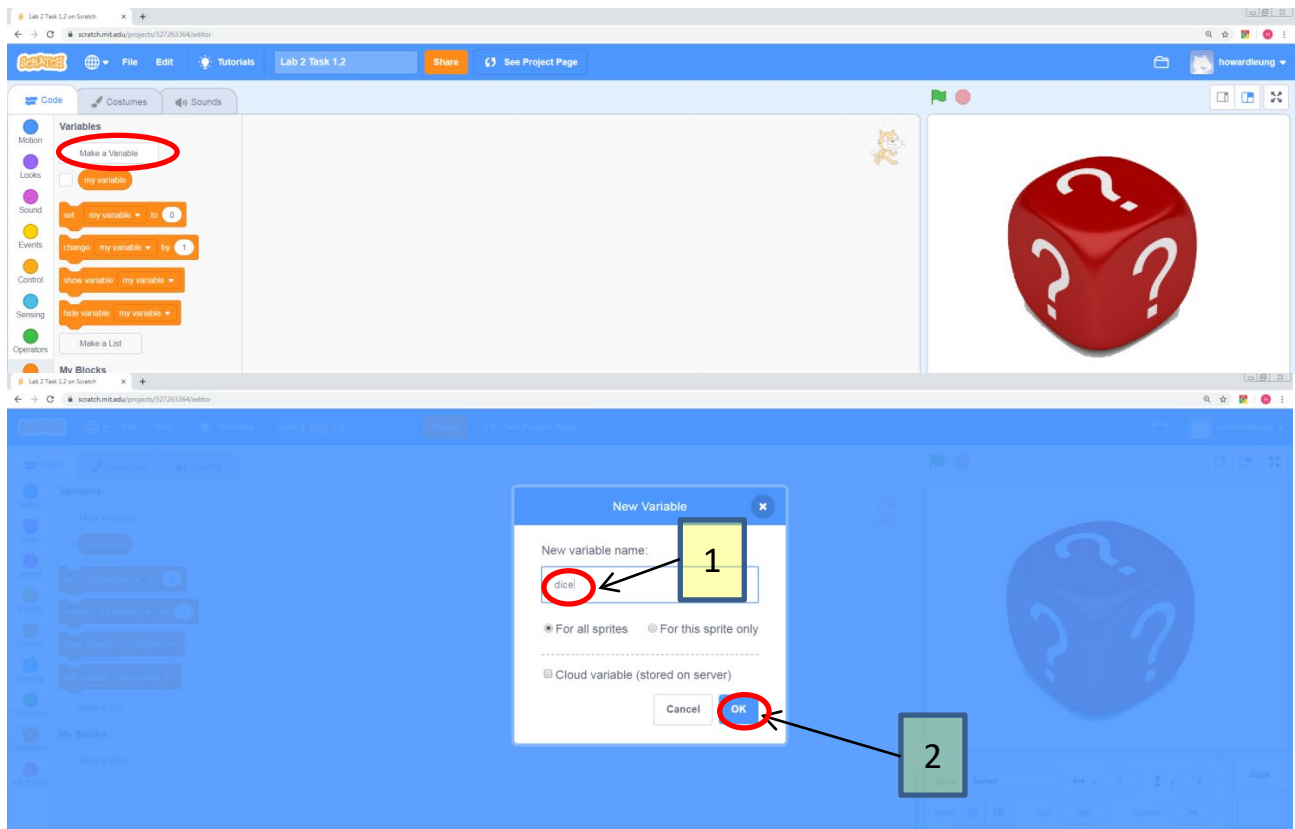 Lab 2 Task 1.2 on Scratch × +
scratch.mit.edu/projects/327263364/editor
SCRATCH File Edit Tutorials Lab 2 Task 1.2 Share See Project Page howardleung
Code Costumes Sounds
Motion
Looks
Sound
Events
Control
Sensing
Operators
Variables
Make a Variable
my variable
set my variable to 0
change my variable by 1
show variable my variable
hide variable my variable
Make a List
My Blocks
? ? ?
Lab 2 Task 1.2 on Scratch × +
scratch.mit.edu/projects/327263364/editor
Variables
My Blocks
New Variable
New variable name:
dice
For all sprites For this sprite only
Cloud variable (stored on server)
Cancel OK
1
2
? ? ?